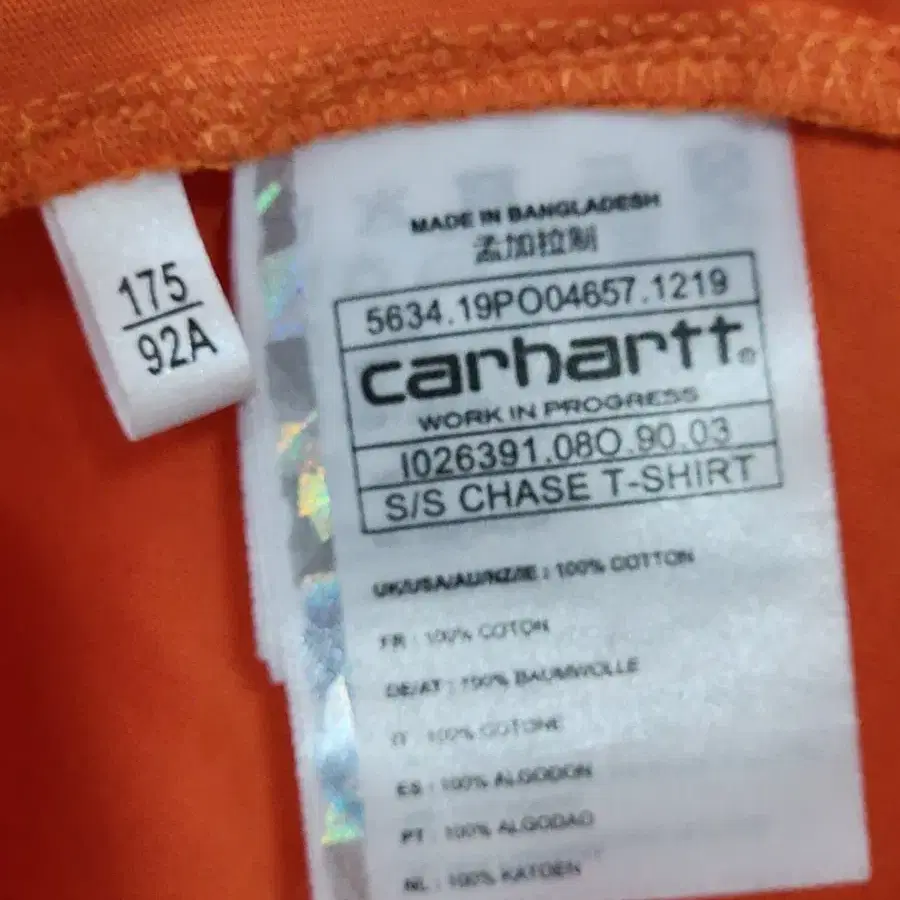 175
92A
MADE IN BANGLADESH
孟加拉制
5634.19PO04657.1219
carhartt®
WORK IN PROGRESS
I026391.08O.90.03
S/S CHASE T-SHIRT
UK/USA/AU/NZ/IE : 100% COTTON
FR : 100% COTON
DE/AT : 100% BAUMWOLLE
IT : 100% COTONE
ES : 100% ALGODON
PT : 100% ALGODAO
NL : 100% KATOEN